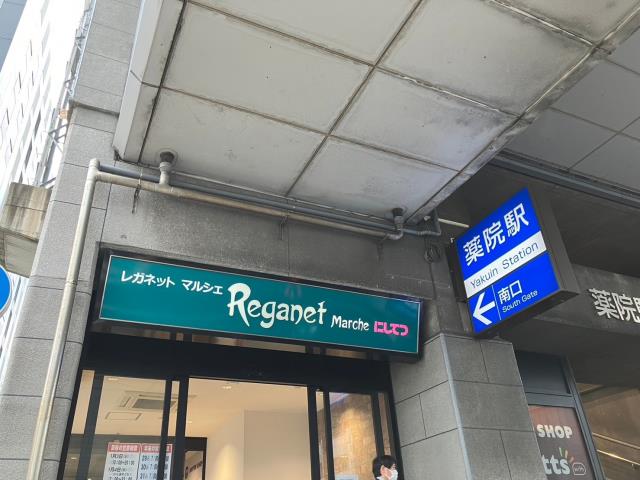 レガネット マルシェ Reganet Marche にしてつ
薬院駅
Yakuin Station
南口
South Gate
薬院
SHOP
tts